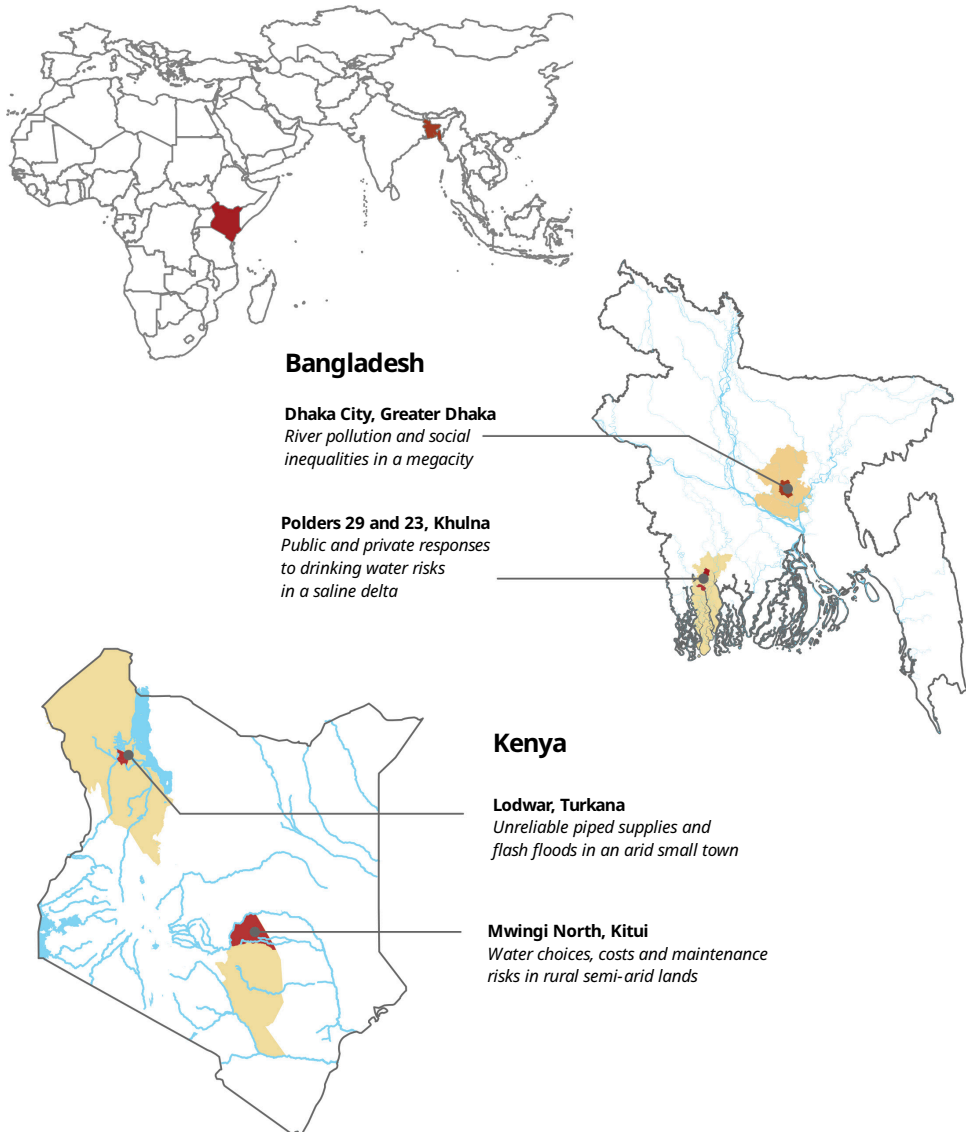 Bangladesh
Dhaka City, Greater Dhaka
River pollution and social
inequalities in a megacity
Polders 29 and 23, Khulna
Public and private responses
to drinking water risks
in a saline delta
Kenya
Lodwar, Turkana
Unreliable piped supplies and
flash floods in an arid small town
Mwingi North, Kitui
Water choices, costs and maintenance
risks in rural semi-arid lands